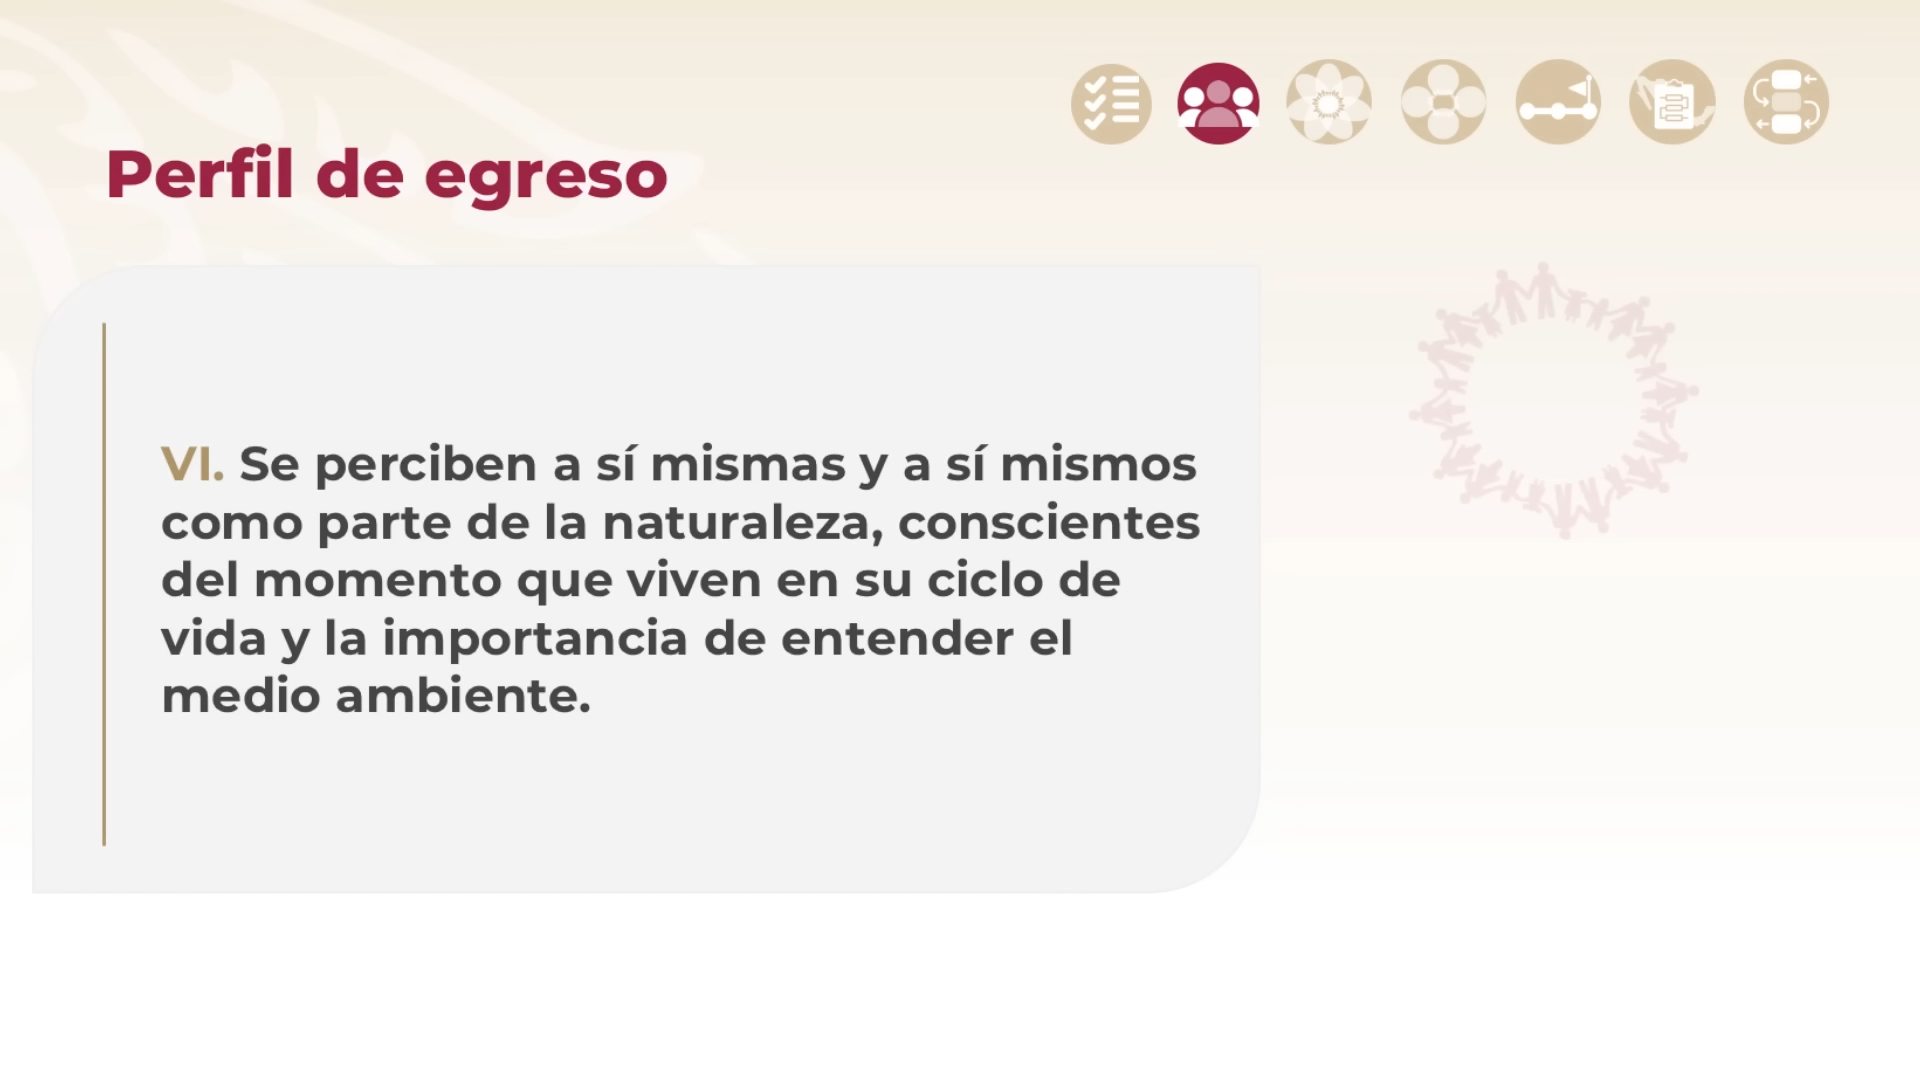 Perfil de egreso
VI. Se perciben a sí mismas y a sí mismos
como parte de la naturaleza, conscientes
del momento que viven en su ciclo de
vida y la importancia de entender el
medio ambiente.